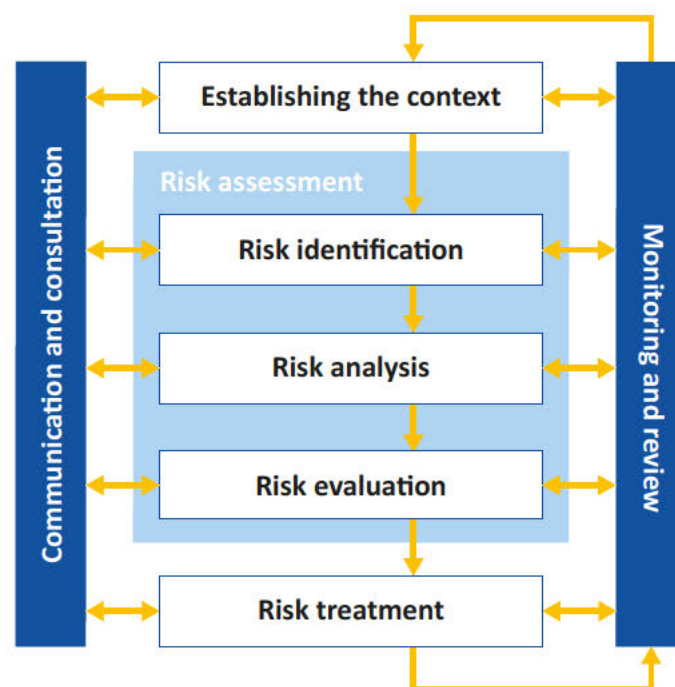 Establishing the context
Risk assessment
Risk identification
Risk analysis
Risk evaluation
Risk treatment
Communication and consultation
Monitoring and review